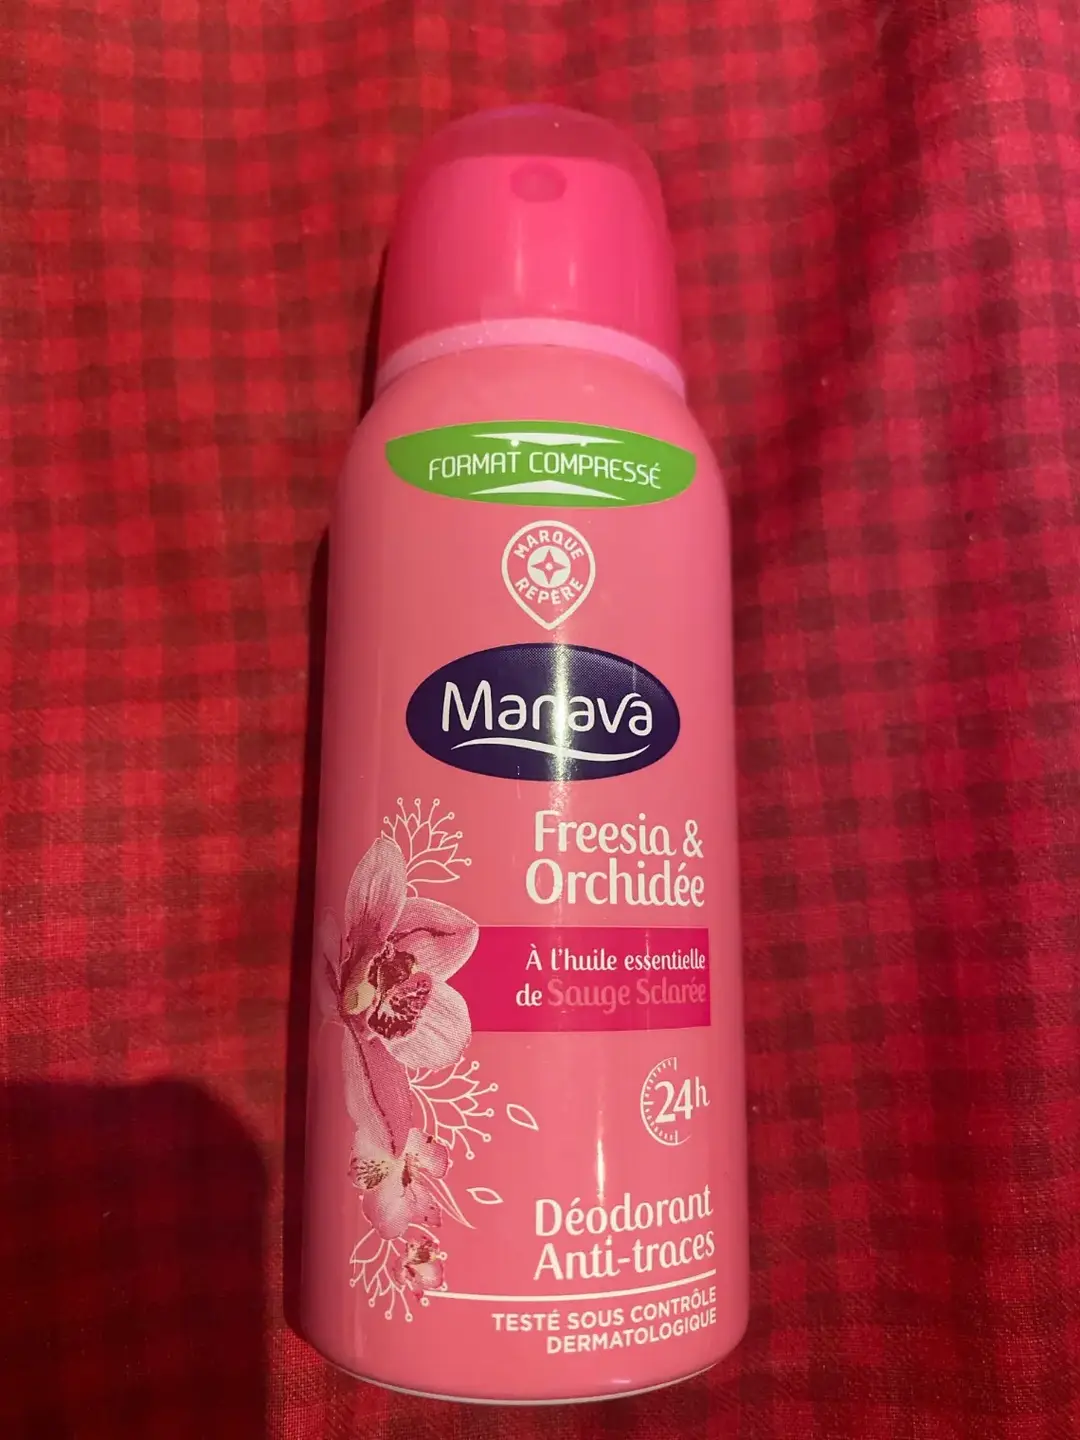 FORMAT COMPRESSÉ
MARQUE
REPÈRE
Manava
Freesia &
Orchidée
À l'huile essentielle
de Sauge Sclarée
24h
Déodorant
Anti-traces
TESTÉ SOUS CONTRÔLE
DERMATOLOGIQUE